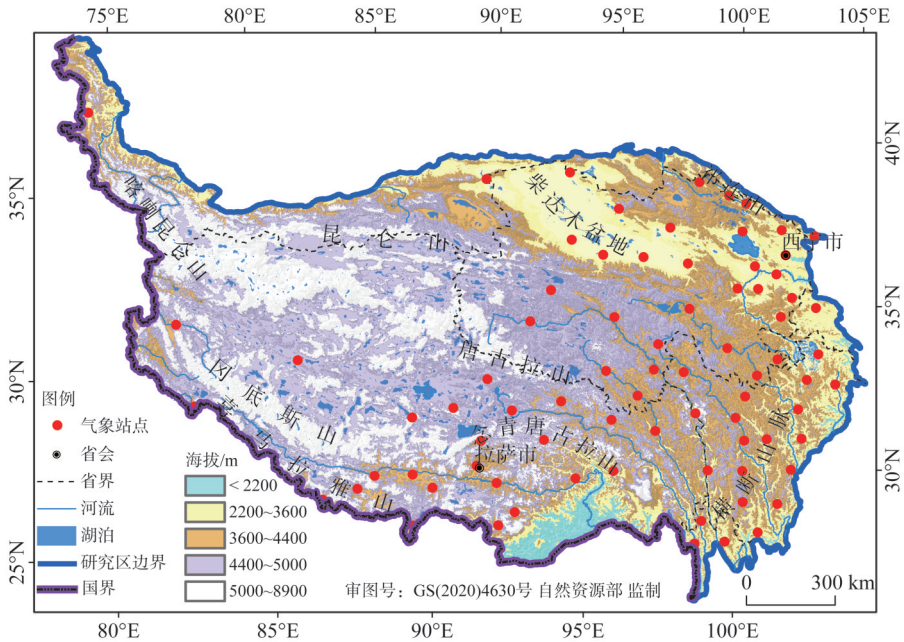 75°E 80°E 85°E 90°E 95°E 100°E 105°E
40°N
35°N
30°N
25°N
35°N
30°N
喀喇昆仑山
昆仑山
柴达木盆地
祁连山
西宁市
唐古拉山
冈底斯山
念青唐古拉山
拉萨市
喜马拉雅山
横断山脉
图例
气象站点
省会
省界
河流
湖泊
研究区边界
国界
海拔/m
< 2200
2200~3600
3600~4400
4400~5000
5000~8900
审图号：GS(2020)4630号 自然资源部 监制
0 300 km
80°E 85°E 90°E 95°E 100°E